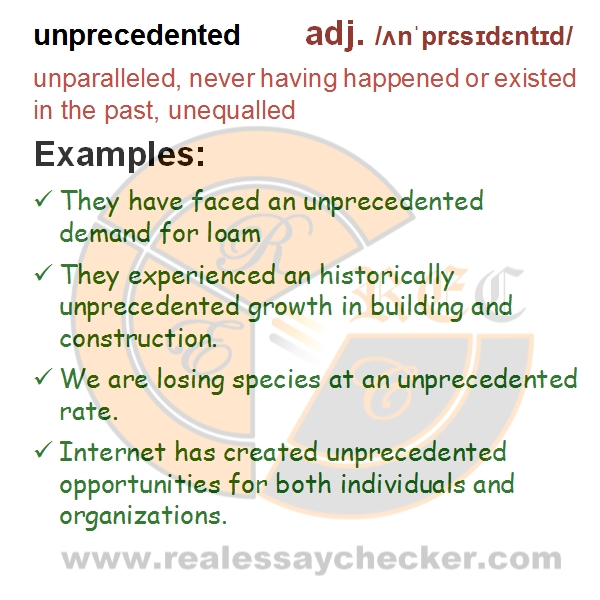 unprecedented adj. /ʌnˈprɛsɪdɛntɪd/
unparalleled, never having happened or existed
in the past, unequalled
Examples:
✓ They have faced an unprecedented
demand for loam
✓ They experienced an historically
unprecedented growth in building and
construction.
✓ We are losing species at an unprecedented
rate.
✓ Internet has created unprecedented
opportunities for both individuals and
organizations.
R
E
C
REC
www.realessaychecker.com